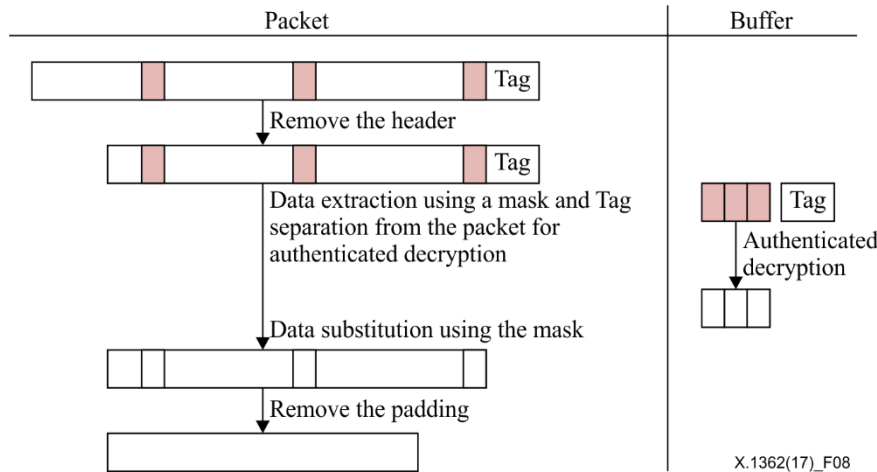 Packet
Buffer
Tag
Remove the header
Tag
Data extraction using a mask and Tag
separation from the packet for
authenticated decryption
Tag
Authenticated
decryption
Data substitution using the mask
Remove the padding
X.1362(17)_F08